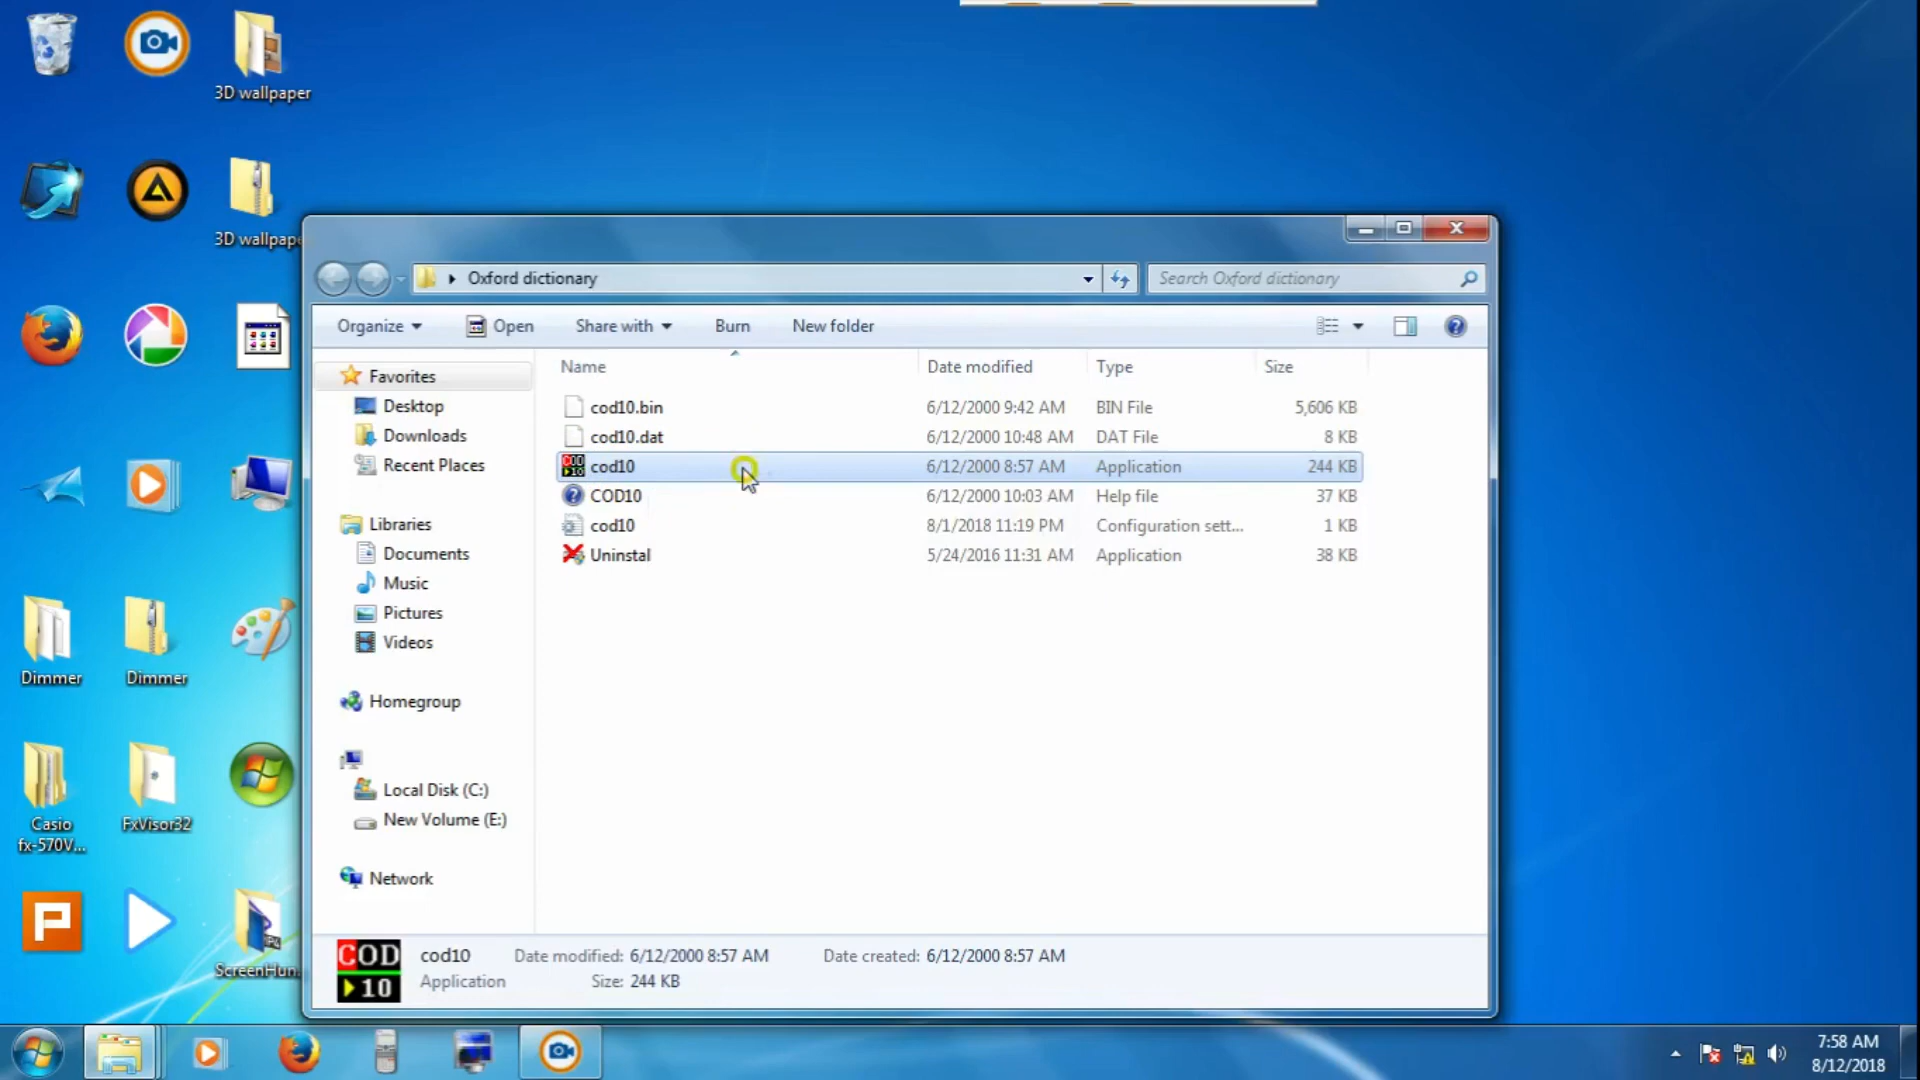 3D wallpaper
3D wallpape
Dimmer
Dimmer
Casio
fx-570V...
FxVisor32
ScreenHun
Oxford dictionary
Search Oxford dictionary
Organize
Open
Share with
Burn
New folder
Name
Date modified
Type
Size
Favorites
Desktop
Downloads
Recent Places
Libraries
Documents
Music
Pictures
Videos
Homegroup
Local Disk (C:)
New Volume (E:)
Network
cod10.bin 6/12/2000 9:42 AM BIN File 5,606 KB
cod10.dat 6/12/2000 10:48 AM DAT File 8 KB
cod10 6/12/2000 8:57 AM Application 244 KB
COD10 6/12/2000 10:03 AM Help file 37 KB
cod10 8/1/2018 11:19 PM Configuration sett... 1 KB
Uninstal 5/24/2016 11:31 AM Application 38 KB
COD
10
cod10 Date modified: 6/12/2000 8:57 AM Date created: 6/12/2000 8:57 AM
Application Size: 244 KB
7:58 AM
8/12/2018